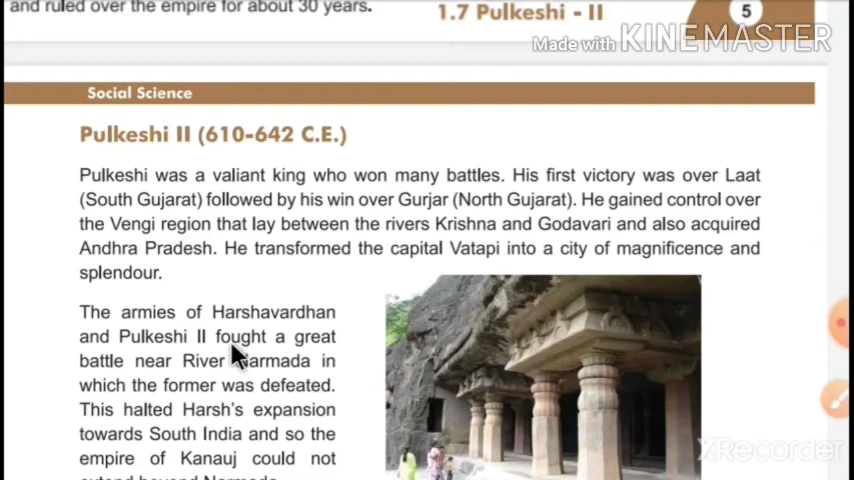 and ruled over the empire for about 30 years.
1.7 Pulkeshi - II
5
Made with KINEMASTER
Social Science
Pulkeshi II (610-642 C.E.)
Pulkeshi was a valiant king who won many battles. His first victory was over Laat
(South Gujarat) followed by his win over Gurjar (North Gujarat). He gained control over
the Vengi region that lay between the rivers Krishna and Godavari and also acquired
Andhra Pradesh. He transformed the capital Vatapi into a city of magnificence and
splendour.
The armies of Harshavardhan
and Pulkeshi II fought a great
battle near River Narmada in
which the former was defeated.
This halted Harsh's expansion
towards South India and so the
empire of Kanauj could not
extend beyond Narmada.
XRecorder